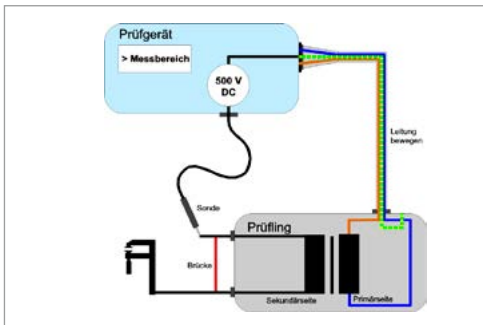 Prüfgerät
> Messbereich
500 V
DC
Leitung
bewegen
Sonde
Prüfling
Brücke
Sekundärseite
Primärseite